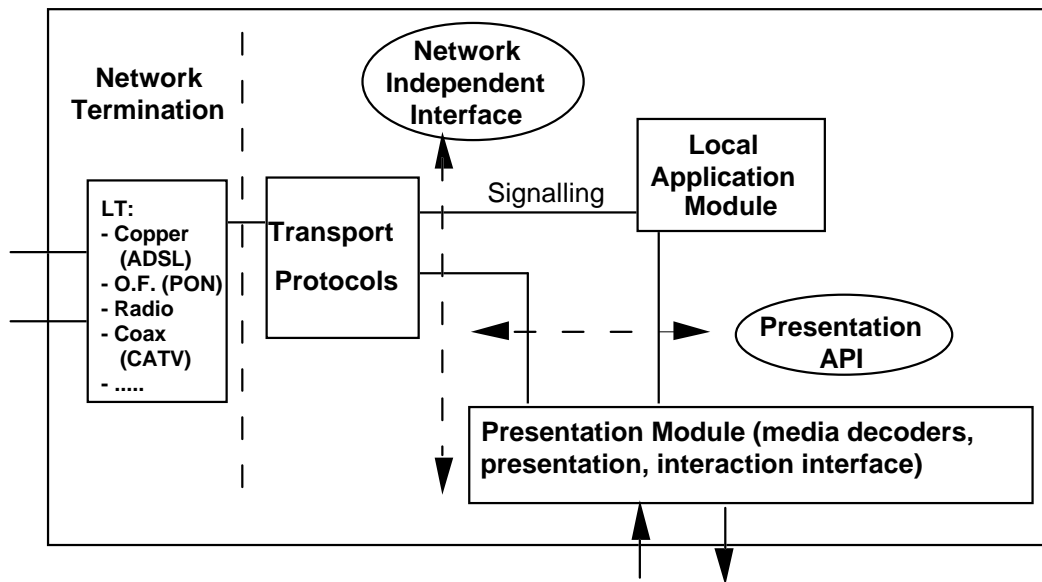 Network
Termination
Network
Independent
Interface
Local
Application
Module
Signalling
LT:
- Copper
(ADSL)
- O.F. (PON)
- Radio
- Coax
(CATV)
- .....
Transport
Protocols
Presentation
API
Presentation Module (media decoders,
presentation, interaction interface)